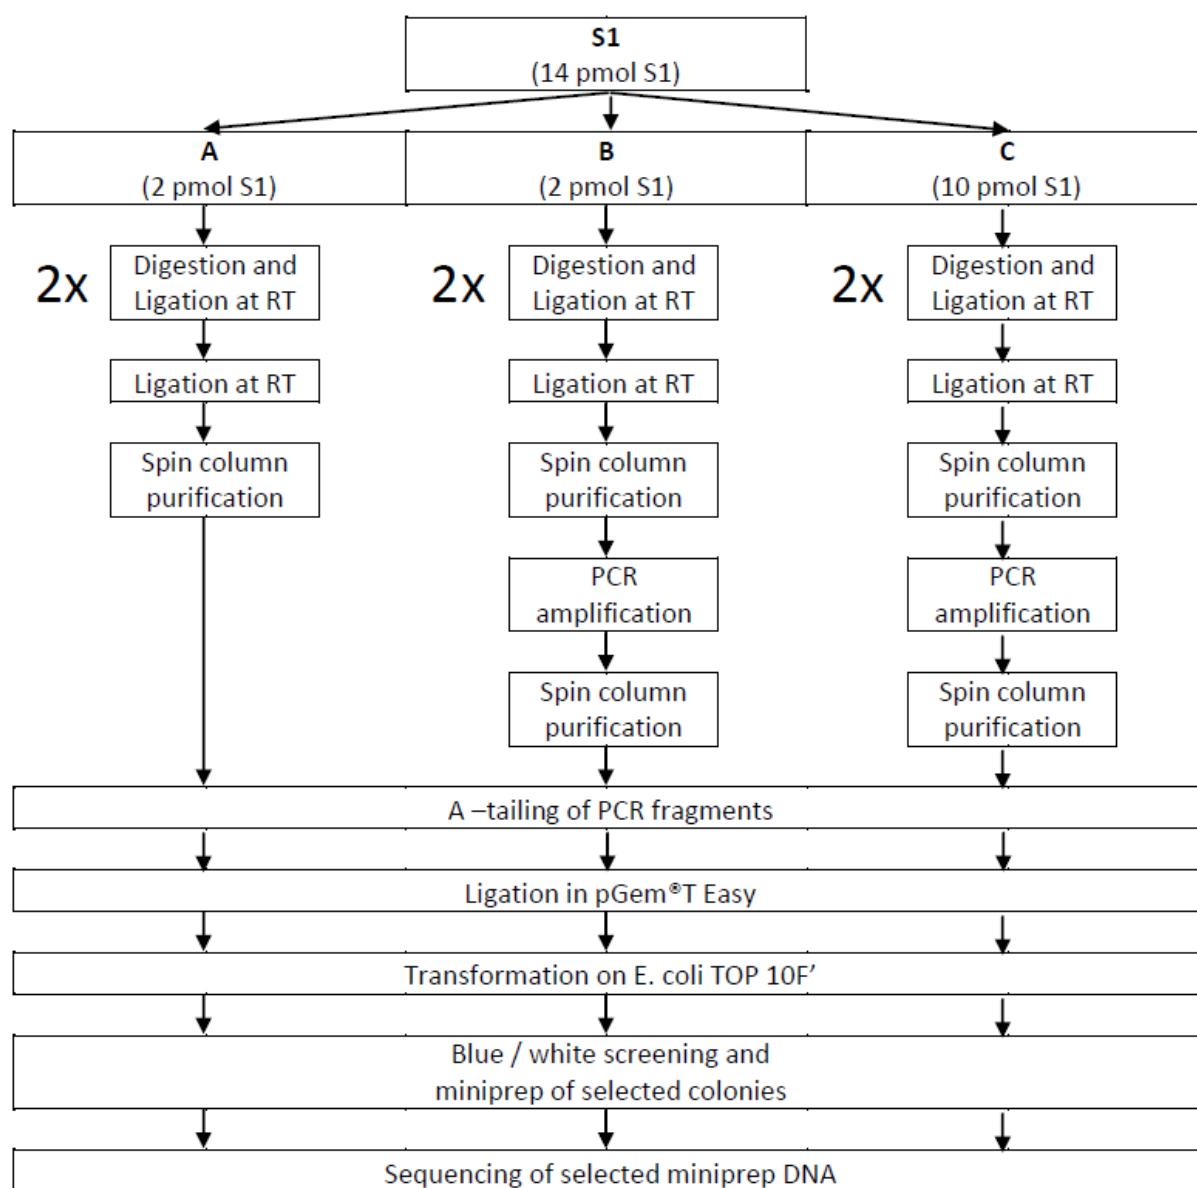 S1
(14 pmol S1)
A
(2 pmol S1)
B
(2 pmol S1)
C
(10 pmol S1)
2x
Digestion and
Ligation at RT
2x
Digestion and
Ligation at RT
2x
Digestion and
Ligation at RT
Ligation at RT
Ligation at RT
Ligation at RT
Spin column
purification
Spin column
purification
Spin column
purification
PCR
amplification
PCR
amplification
Spin column
purification
Spin column
purification
A –tailing of PCR fragments
Ligation in pGem®T Easy
Transformation on E. coli TOP 10F’
Blue / white screening and
miniprep of selected colonies
Sequencing of selected miniprep DNA